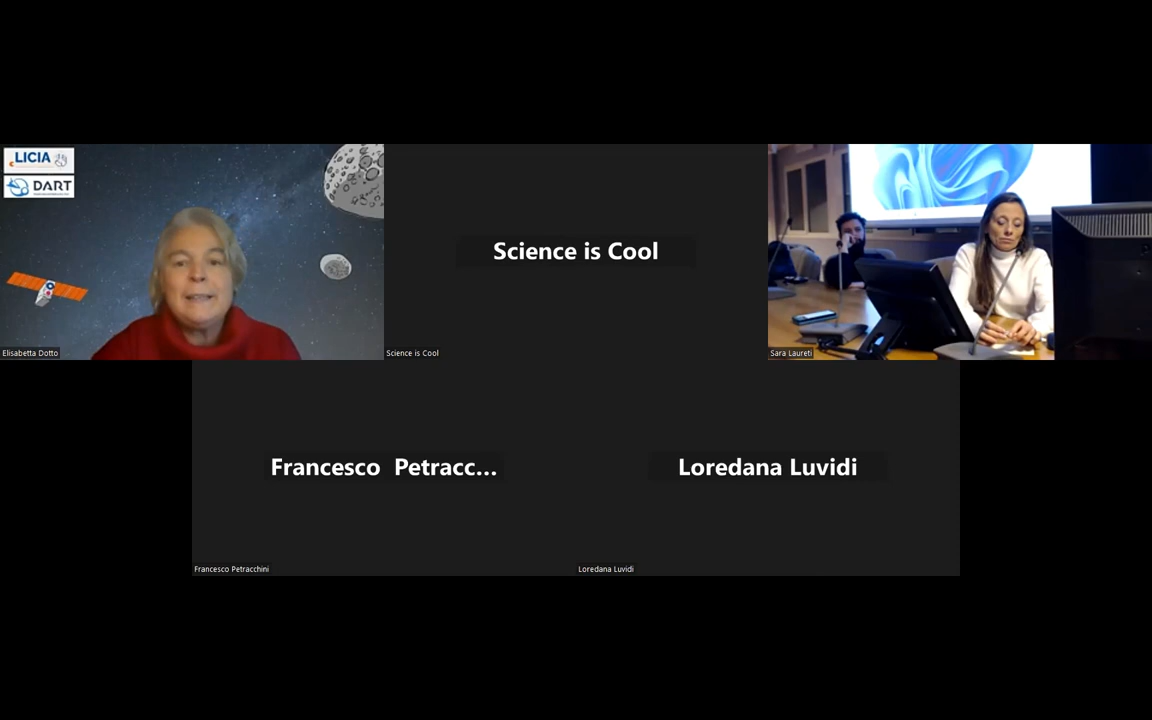 LICIA
DART
Science is Cool
Elisabetta Dotto
Science is Cool
Sara Laureti
Francesco Petracc...
Loredana Luvidi
Francesco Petracchini
Loredana Luvidi